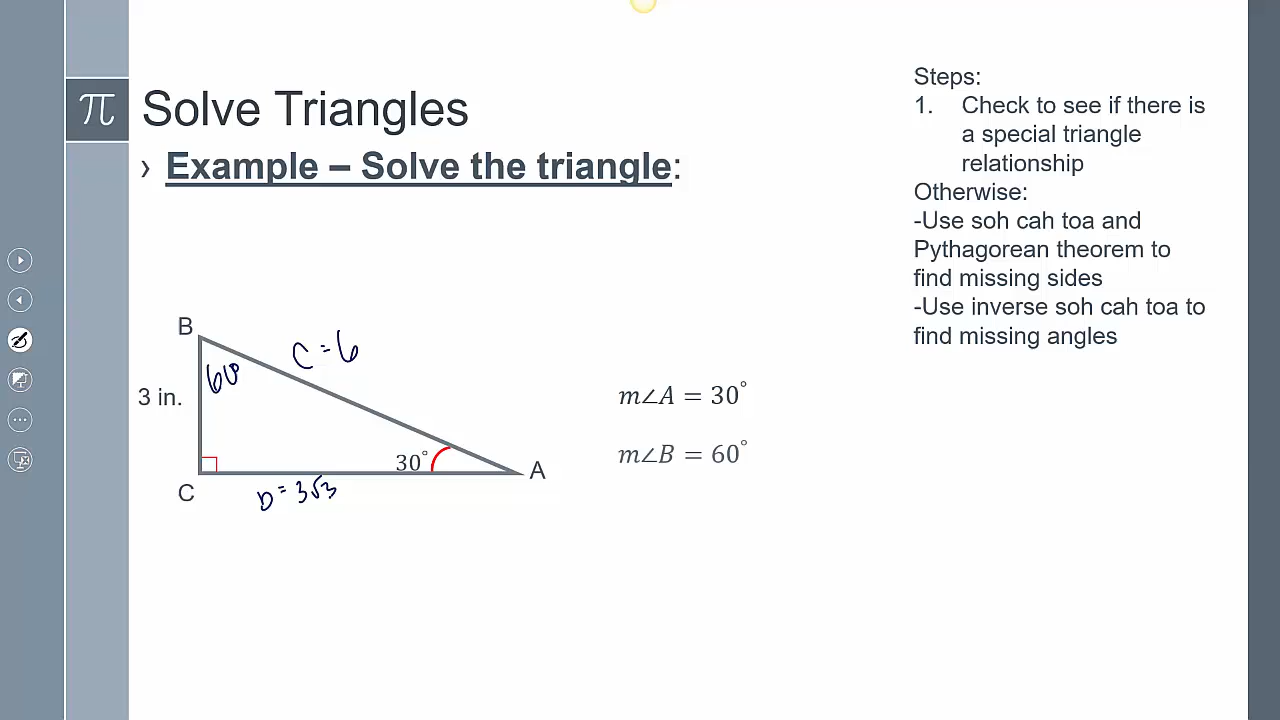 π Solve Triangles
› Example – Solve the triangle:
Steps:
1. Check to see if there is
a special triangle
relationship
Otherwise:
-Use soh cah toa and
Pythagorean theorem to
find missing sides
-Use inverse soh cah toa to
find missing angles
B
c = 6
60°
3 in.
30°
A
C
b = 3√3
m∠A = 30°
m∠B = 60°